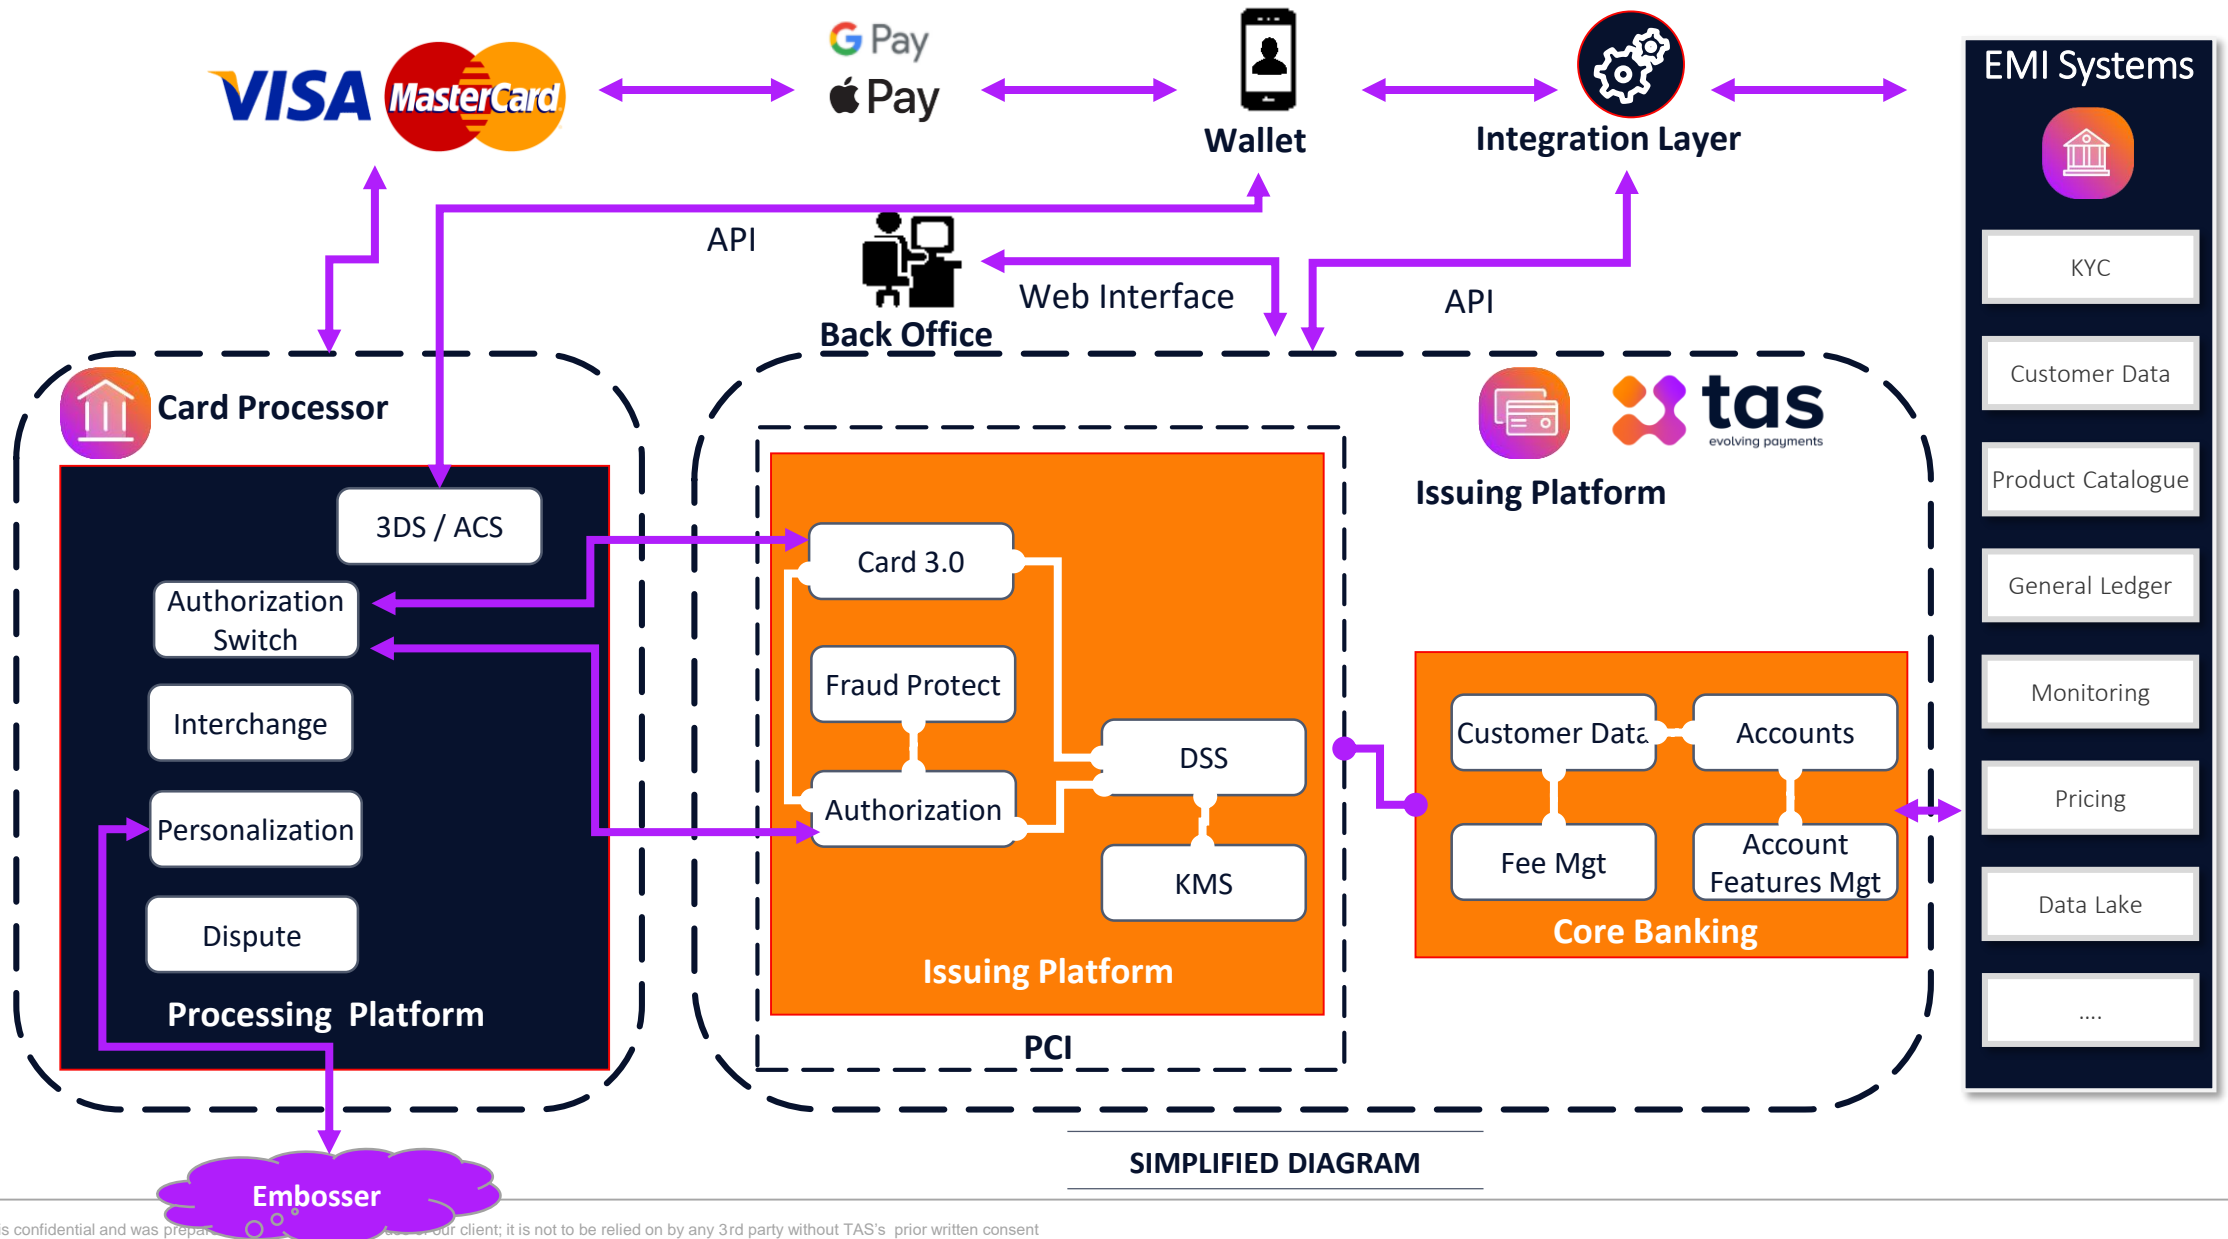 VISA
MasterCard
G Pay
Pay
Wallet
Integration Layer
EMI Systems
KYC
Customer Data
Product Catalogue
General Ledger
Monitoring
Pricing
Data Lake
....
API
Back Office
Web Interface
API
Card Processor
3DS / ACS
Authorization
Switch
Interchange
Personalization
Dispute
Processing Platform
Embosser
tas
evolving payments
Issuing Platform
Card 3.0
Fraud Protect
Authorization
DSS
KMS
Issuing Platform
PCI
Customer Data
Accounts
Fee Mgt
Account
Features Mgt
Core Banking
SIMPLIFIED DIAGRAM
is confidential and was our client; it is not to be relied on by any 3rd party without TAS's prior written consent